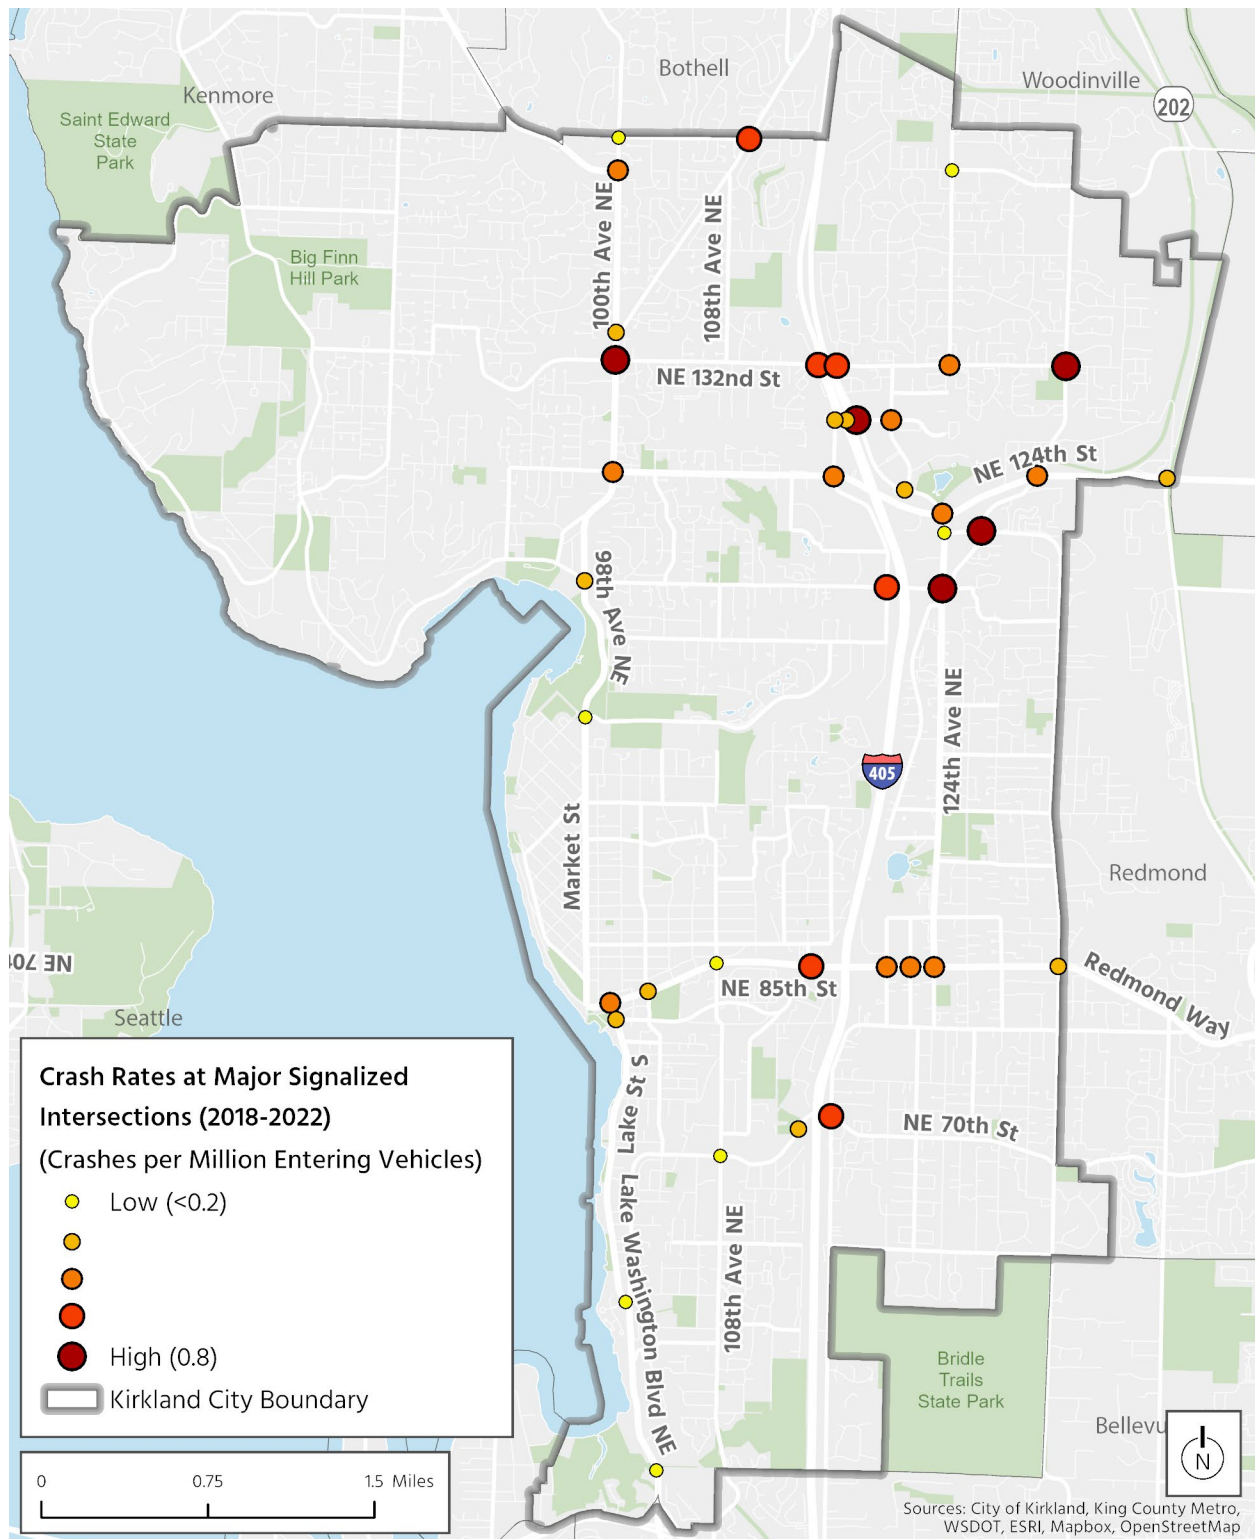 Bothell
Woodinville
Kenmore
202
Saint Edward
State
Park
100th Ave NE
108th Ave NE
Big Finn
Hill Park
NE 132nd St
NE 124th St
98th Ave NE
124th Ave NE
405
Market St
Redmond
NE 704
Redmond Way
NE 85th St
Seattle
Lake St S
NE 70th St
Lake Washington Blvd NE
108th Ave NE
Bridle
Trails
State Park
Bellevu
Crash Rates at Major Signalized
Intersections (2018-2022)
(Crashes per Million Entering Vehicles)
Low (<0.2)
High (0.8)
Kirkland City Boundary
0 0.75 1.5 Miles
N
Sources: City of Kirkland, King County Metro,
WSDOT, ESRI, Mapbox, OpenStreetMap